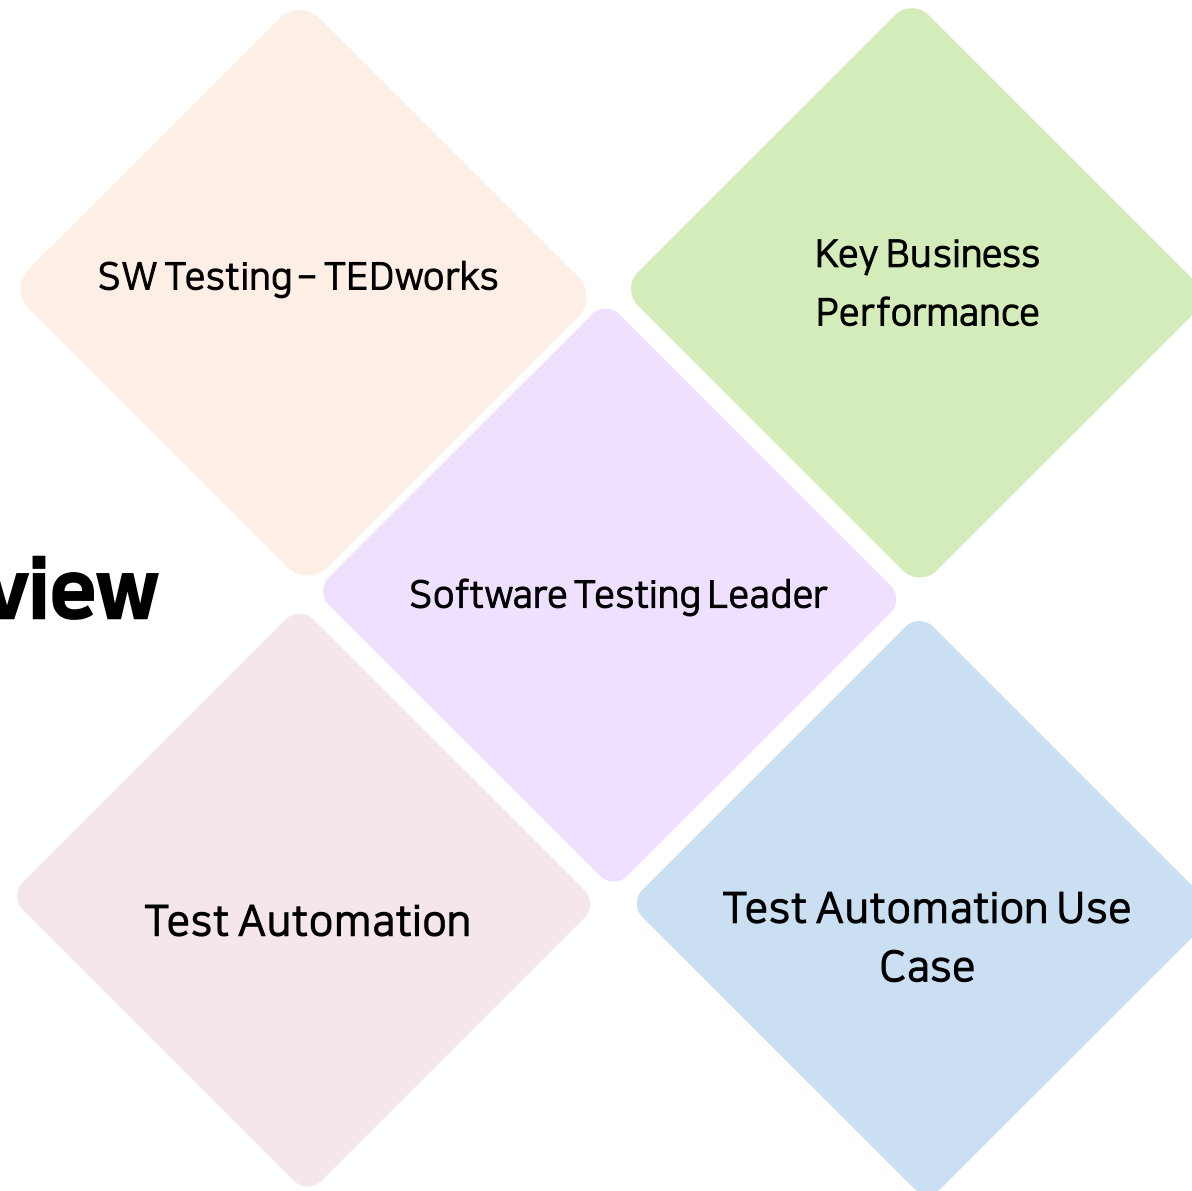 SW Testing – TEDworks
Key Business
Performance
Software Testing Leader
view
Test Automation
Test Automation Use
Case